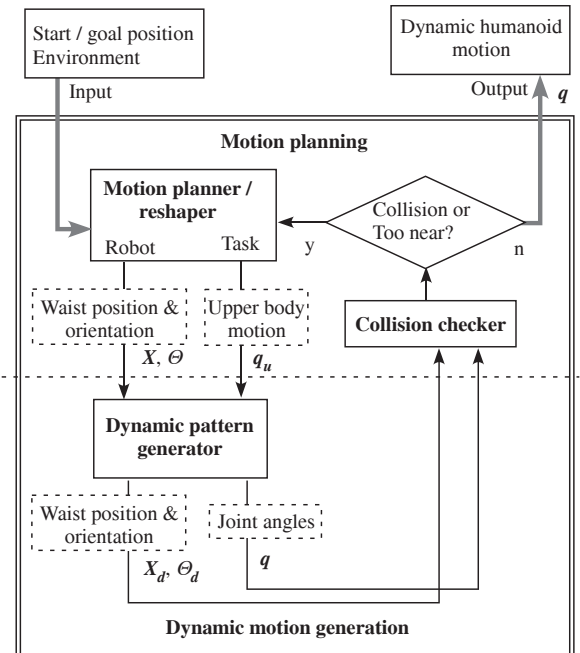 Start / goal position
Environment
Dynamic humanoid
motion
Input
Output
q
Motion planning
Motion planner /
reshaper
Robot
Task
Collision or
Too near?
y
n
Waist position &
orientation
Upper body
motion
Collision checker
X, Θ
q_u
Dynamic pattern
generator
Waist position &
orientation
Joint angles
X_d, Θ_d
q
Dynamic motion generation